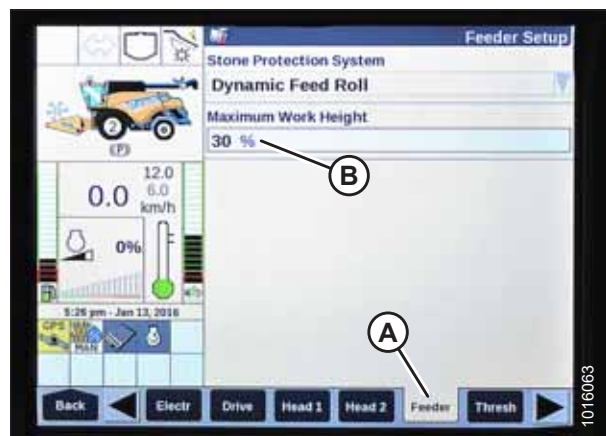 Feeder Setup
Stone Protection System
Dynamic Feed Roll
Maximum Work Height
30 %
B
2
(P)
12.0
6.0
0.0
km/h
0%
5:26 pm - Jan 13, 2016
GPS
MAN
A
Back
Electr
Drive
Head 1
Head 2
Feeder
Thresh
1016063